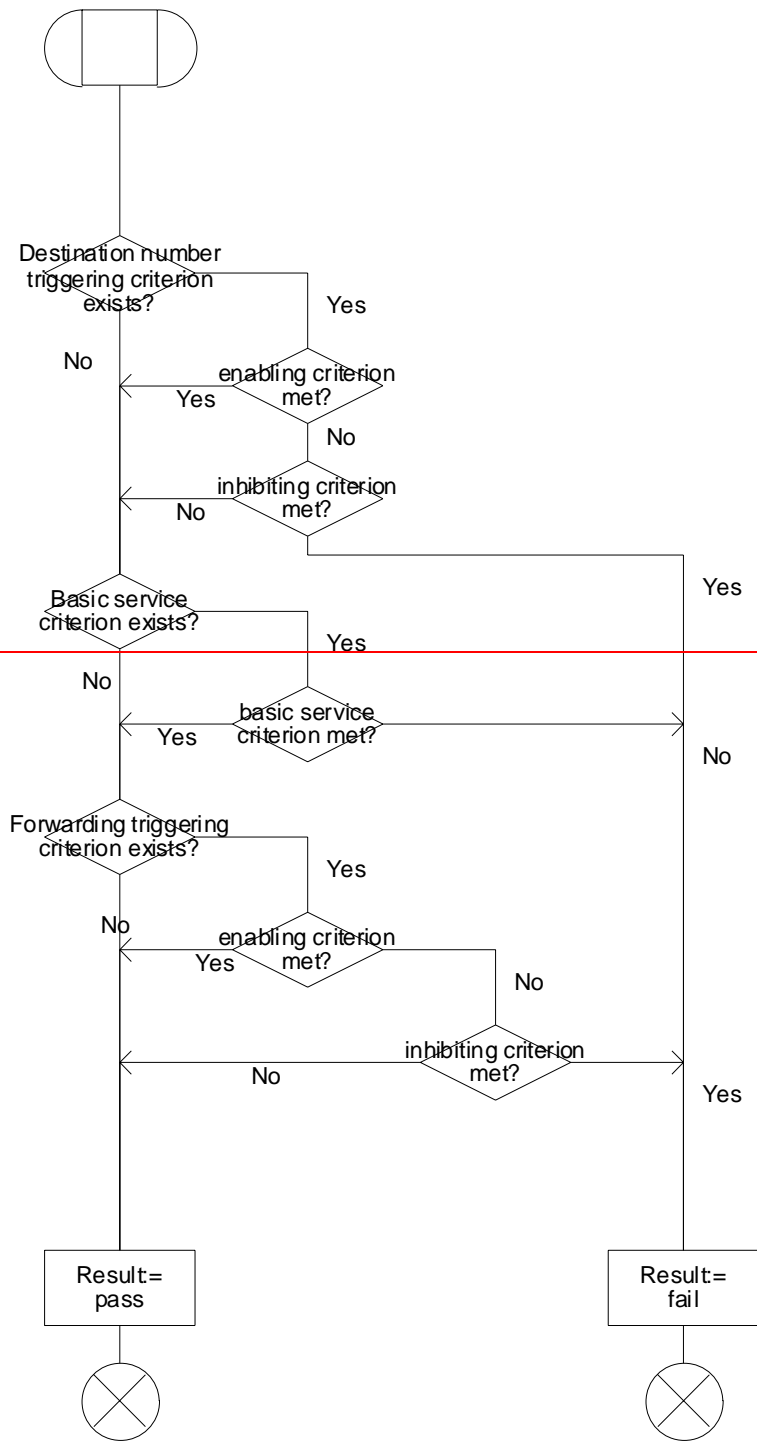 Destination number
triggering criterion
exists?
Yes
No
enabling criterion
met?
Yes
No
inhibiting criterion
met?
No
Yes
Basic service
criterion exists?
Yes
No
basic service
criterion met?
Yes
No
Forwarding triggering
criterion exists?
Yes
No
enabling criterion
met?
Yes
No
inhibiting criterion
met?
No
Yes
Result:=
pass
Result:=
fail